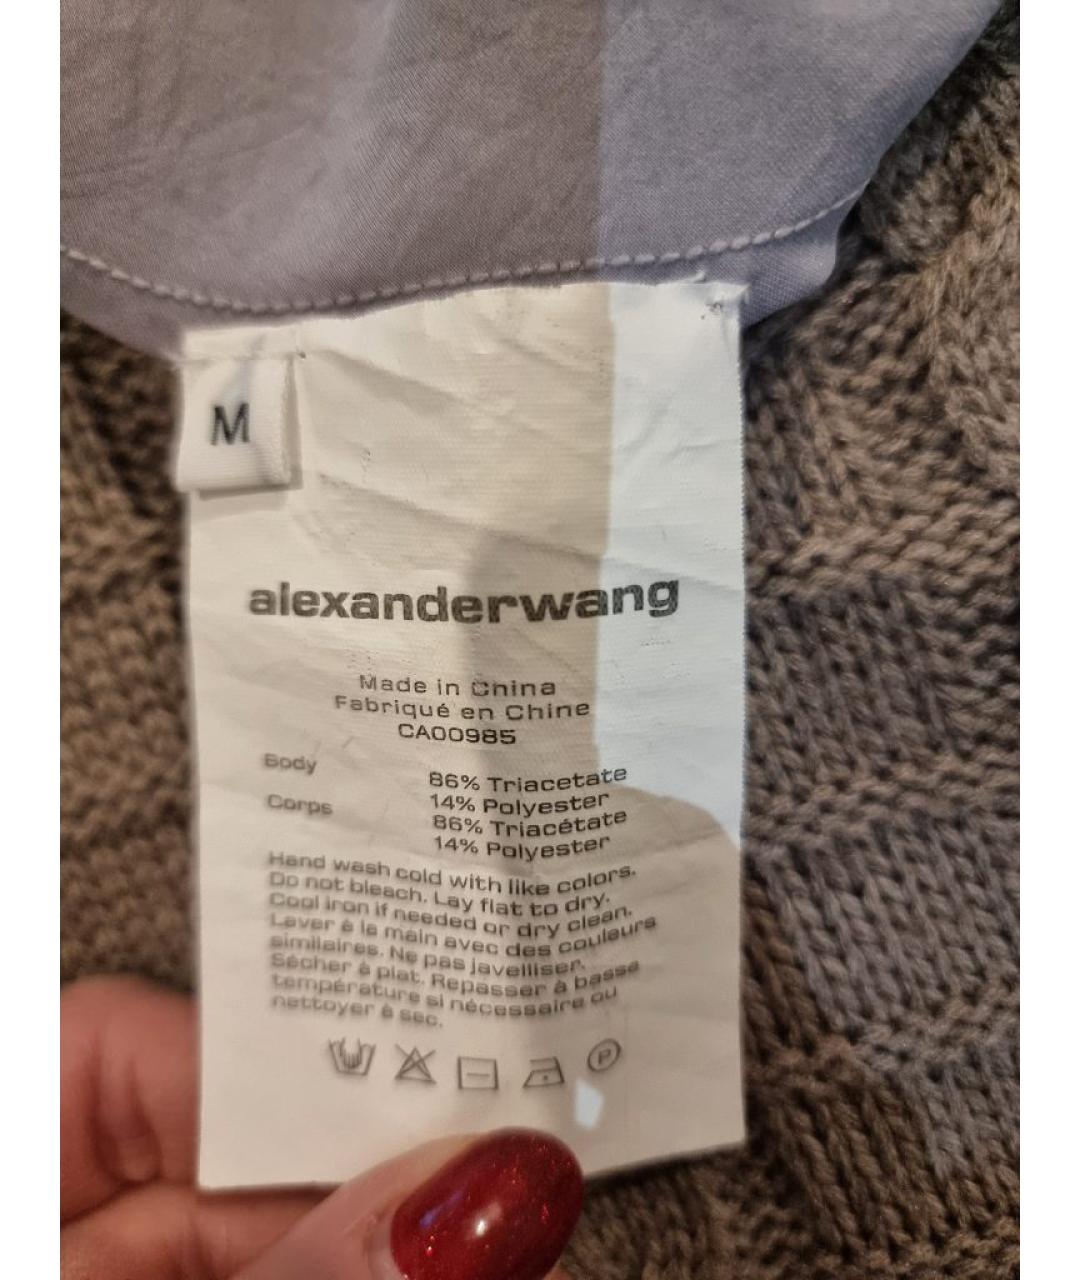 M
alexanderwang
Made in China
Fabriqué en Chine
CA00985
Body
86% Triacetate
14% Polyester
Corps
86% Triacétate
14% Polyester
Hand wash cold with like colors.
Do not bleach. Lay flat to dry.
Cool iron if needed or dry clean.
Laver à la main avec des couleurs
similaires. Ne pas javelliser.
Sécher à plat. Repasser à basse
température si nécessaire ou
nettoyer à sec.
P